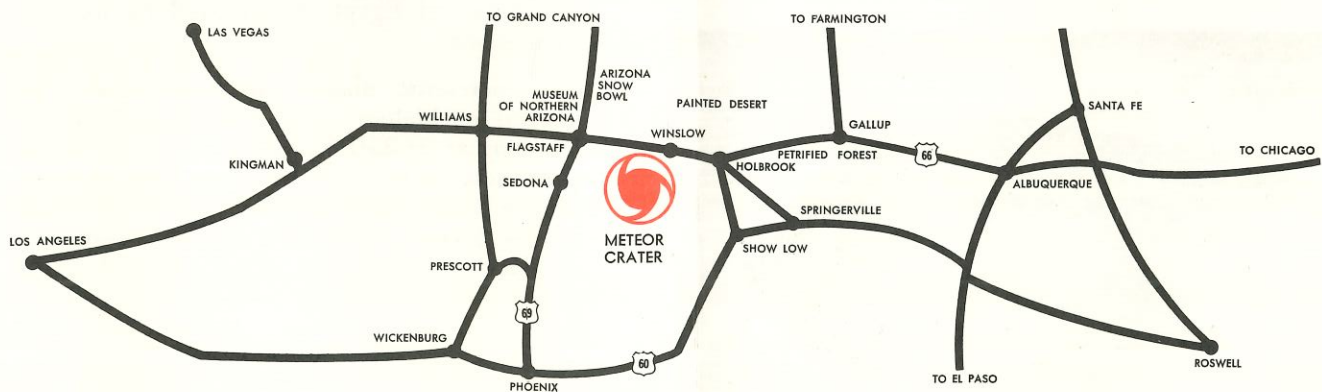 TO GRAND CANYON
TO FARMINGTON
LAS VEGAS
ARIZONA
SNOW
BOWL
MUSEUM
OF NORTHERN
ARIZONA
PAINTED DESERT
SANTA FE
WILLIAMS
FLAGSTAFF
WINSLOW
GALLUP
KINGMAN
SEDONA
HOLBROOK
PETRIFIED FOREST
66
TO CHICAGO
ALBUQUERQUE
LOS ANGELES
METEOR
CRATER
SPRINGERVILLE
SHOW LOW
PRESCOTT
69
WICKENBURG
60
PHOENIX
TO EL PASO
ROSWELL